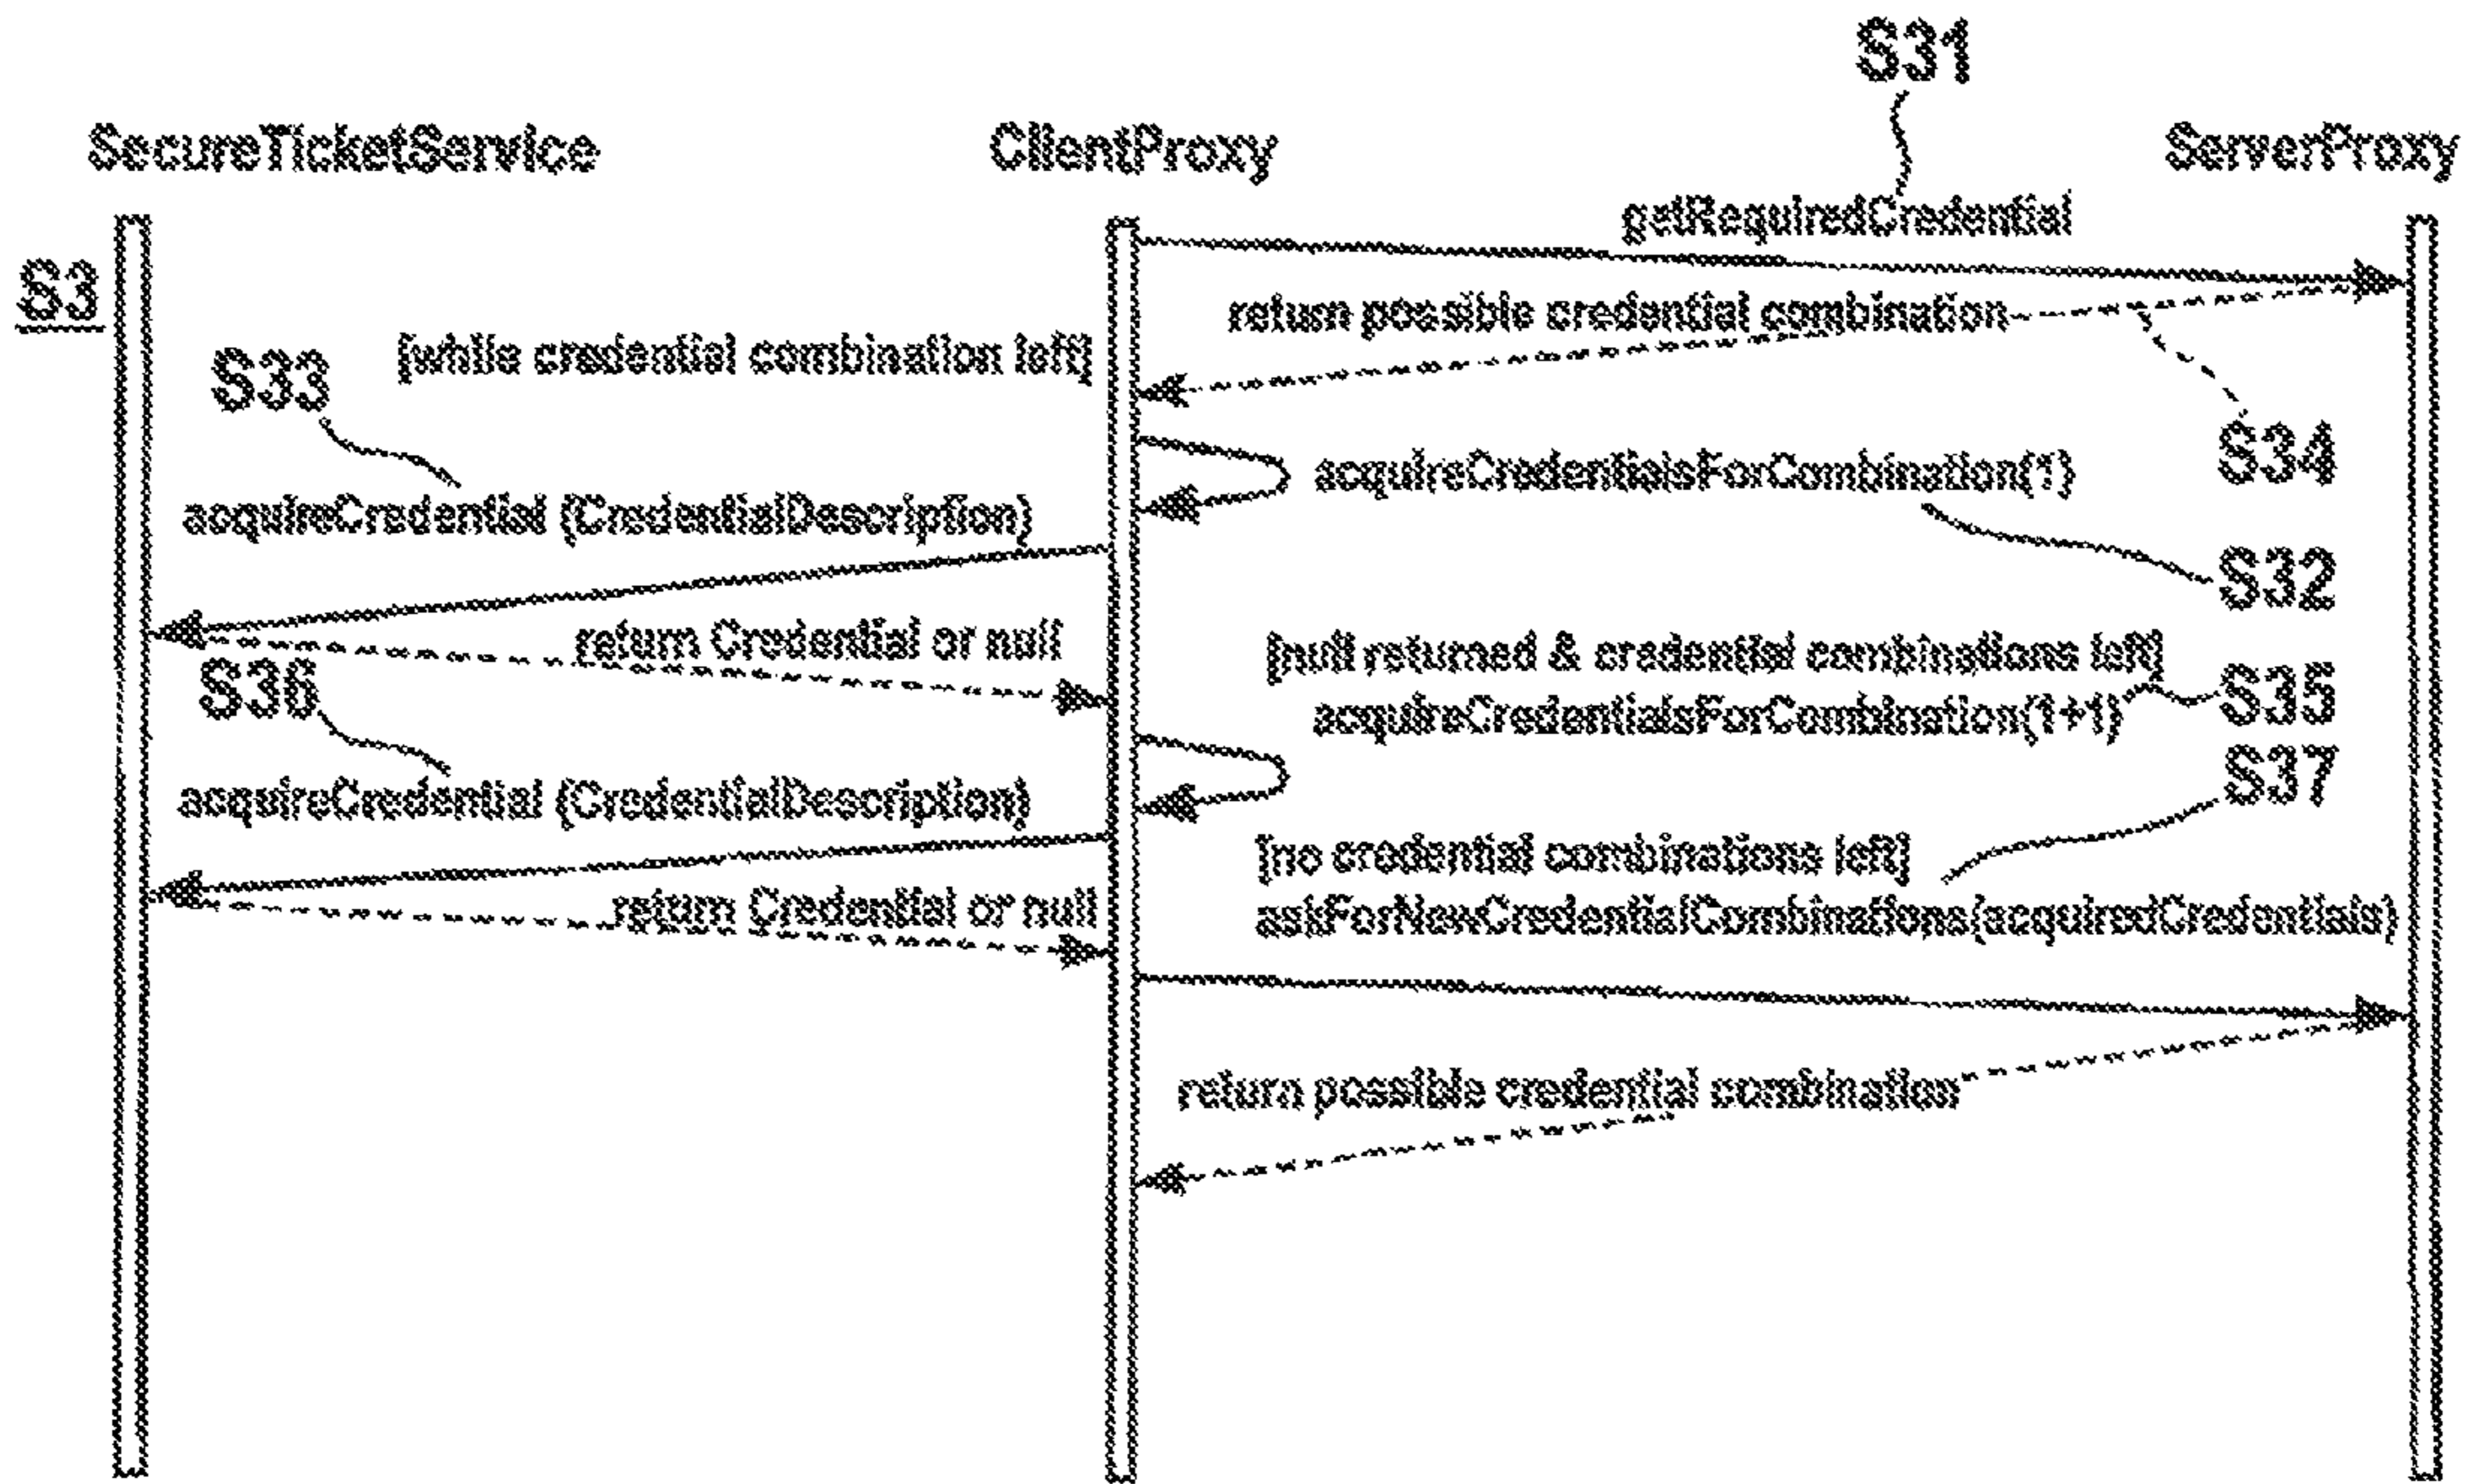 S31
SecureTicketService
ClientProxy
ServerProxy
getRequiredCredential
S3
return possible credential combination
[while credential combination left]
S33
S34
acquireCredentialsForCombination(1)
acquireCredential (CredentialDescription)
S32
return Credential or null
[null returned & credential combinations left]
S36
S35
acquireCredentialsForCombination(1+1)
S37
acquireCredential (CredentialDescription)
[no credential combinations left]
return Credential or null
askForNewCredentialCombinations(acquiredCredentials)
return possible credential combination